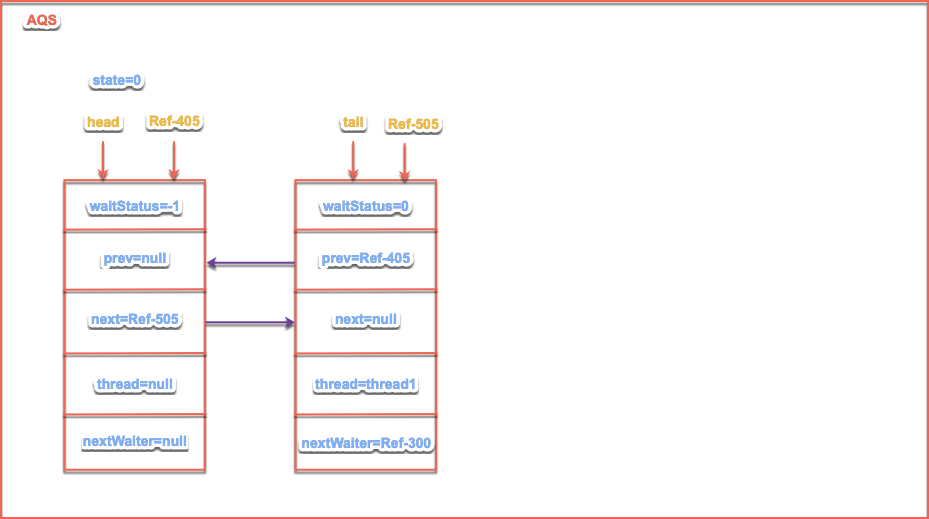 AQS
state=0
head
Ref-405
tail
Ref-505
waitStatus=-1
waitStatus=0
prev=null
prev=Ref-405
next=Ref-505
next=null
thread=null
thread=thread1
nextWaiter=null
nextWaiter=Ref-300